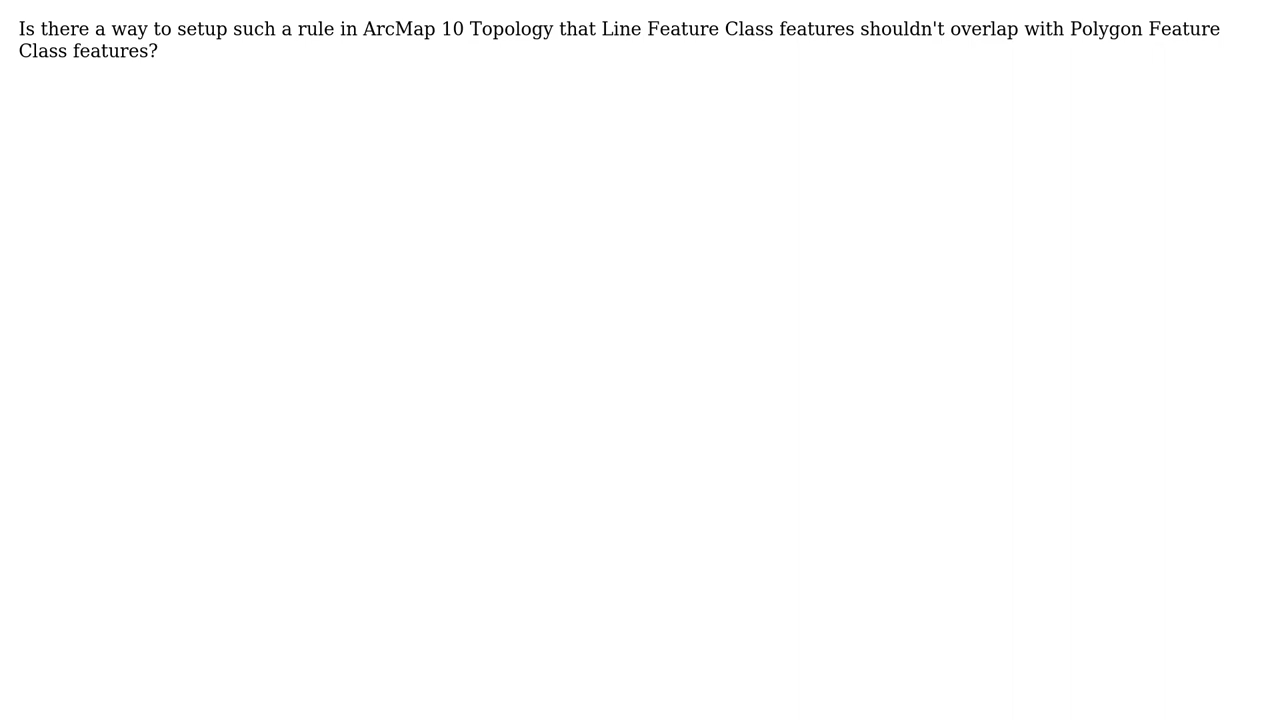 Is there a way to setup such a rule in ArcMap 10 Topology that Line Feature Class features shouldn't overlap with Polygon Feature
Class features?